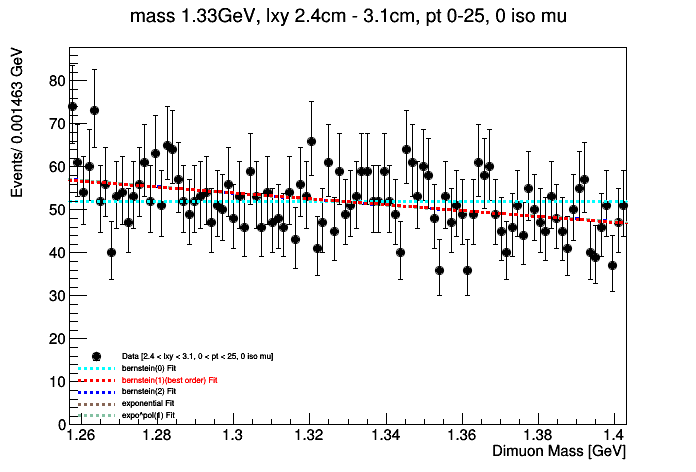 mass 1.33GeV, lxy 2.4cm - 3.1cm, pt 0-25, 0 iso mu
Events/ 0.001463 GeV
80
70
60
50
40
30
20
10
0
Data [2.4 < lxy < 3.1, 0 < pt < 25, 0 iso mu]
bernstein(0) Fit
bernstein(1)(best order) Fit
bernstein(2) Fit
exponential Fit
expo*pol(1) Fit
1.26 1.28 1.3 1.32 1.34 1.36 1.38 1.4
Dimuon Mass [GeV]